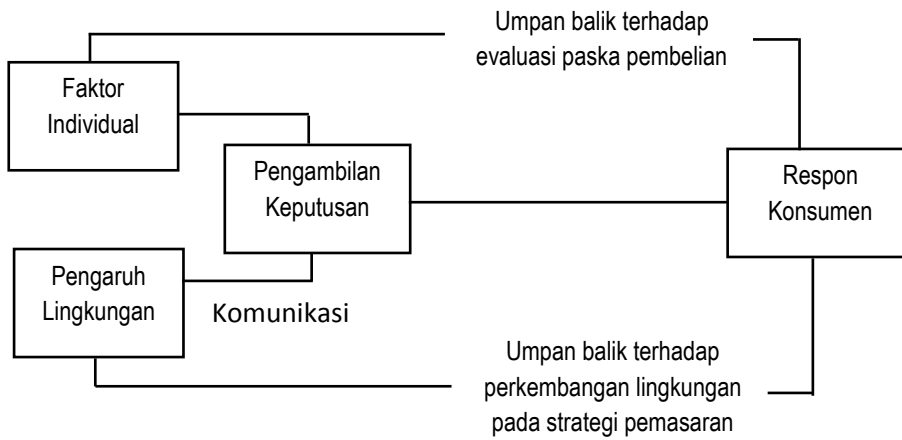 Umpan balik terhadap
evaluasi paska pembelian
Faktor
Individual
Pengambilan
Keputusan
Respon
Konsumen
Pengaruh
Lingkungan
Komunikasi
Umpan balik terhadap
perkembangan lingkungan
pada strategi pemasaran